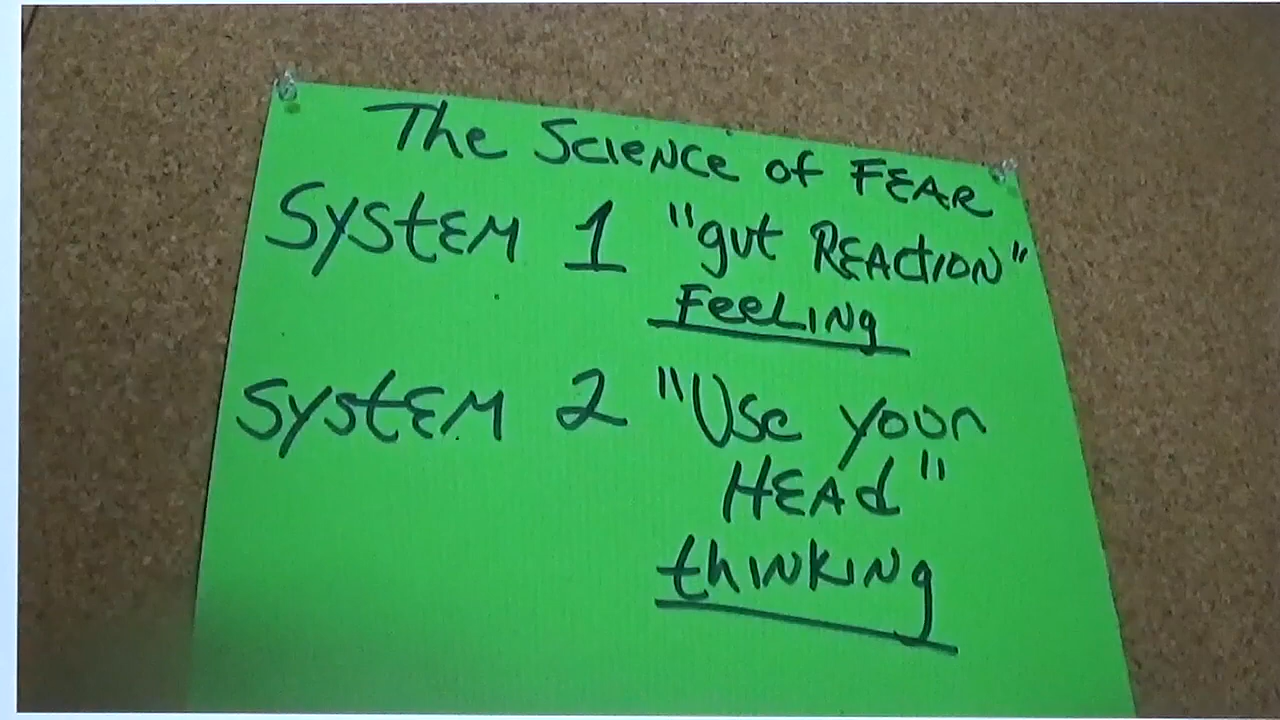 The Science of FEAR
System 1 "gut Reaction"
Feeling
System 2 "Use your
Head"
thinking